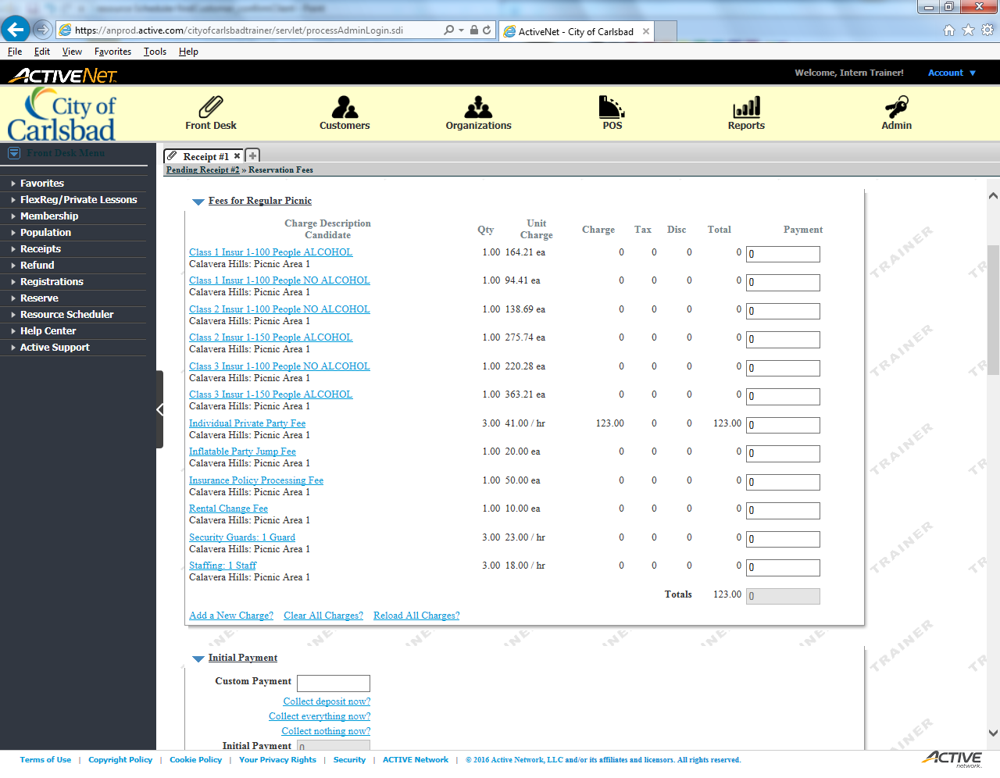 https://anprod.active.com/cityofcarlsbadtrainer/servlet/processAdminLogin.sdi
ActiveNet - City of Carlsbad
File Edit View Favorites Tools Help
ACTIVENET
Welcome, Intern Trainer! Account
City of Carlsbad
Front Desk Customers Organizations POS Reports Admin
Front Desk Menu
Favorites
FlexReg/Private Lessons
Membership
Population
Receipts
Refund
Registrations
Reserve
Resource Scheduler
Help Center
Active Support
Receipt #1
Pending Receipt #2 » Reservation Fees
Fees for Regular Picnic
Charge Description Candidate Qty Unit Charge Charge Tax Disc Total Payment
Class 1 Insur 1-100 People ALCOHOL 1.00 164.21 ea 0 0 0 0 0
Calavera Hills: Picnic Area 1
Class 1 Insur 1-100 People NO ALCOHOL 1.00 94.41 ea 0 0 0 0 0
Calavera Hills: Picnic Area 1
Class 2 Insur 1-100 People NO ALCOHOL 1.00 138.69 ea 0 0 0 0 0
Calavera Hills: Picnic Area 1
Class 2 Insur 1-150 People ALCOHOL 1.00 275.74 ea 0 0 0 0 0
Calavera Hills: Picnic Area 1
Class 3 Insur 1-100 People NO ALCOHOL 1.00 220.28 ea 0 0 0 0 0
Calavera Hills: Picnic Area 1
Class 3 Insur 1-150 People ALCOHOL 1.00 363.21 ea 0 0 0 0 0
Calavera Hills: Picnic Area 1
Individual Private Party Fee 3.00 41.00 / hr 123.00 0 0 123.00 0
Calavera Hills: Picnic Area 1
Inflatable Party Jump Fee 1.00 20.00 ea 0 0 0 0 0
Calavera Hills: Picnic Area 1
Insurance Policy Processing Fee 1.00 50.00 ea 0 0 0 0 0
Calavera Hills: Picnic Area 1
Rental Change Fee 1.00 10.00 ea 0 0 0 0 0
Calavera Hills: Picnic Area 1
Security Guards: 1 Guard 3.00 23.00 / hr 0 0 0 0 0
Calavera Hills: Picnic Area 1
Staffing: 1 Staff 3.00 18.00 / hr 0 0 0 0 0
Calavera Hills: Picnic Area 1
Totals 123.00 0
Add a New Charge? Clear All Charges? Reload All Charges?
TRAINER
TRAINER
TRAINER
TRAINER
TRAINER
TRAINER
Initial Payment
Custom Payment
Collect deposit now?
Collect everything now?
Collect nothing now?
Initial Payment 0
Terms of Use | Copyright Policy | Cookie Policy | Your Privacy Rights | Security | ACTIVE Network | © 2016 Active Network, LLC and/or its affiliates and licensors. All rights reserved.
ACTIVE network